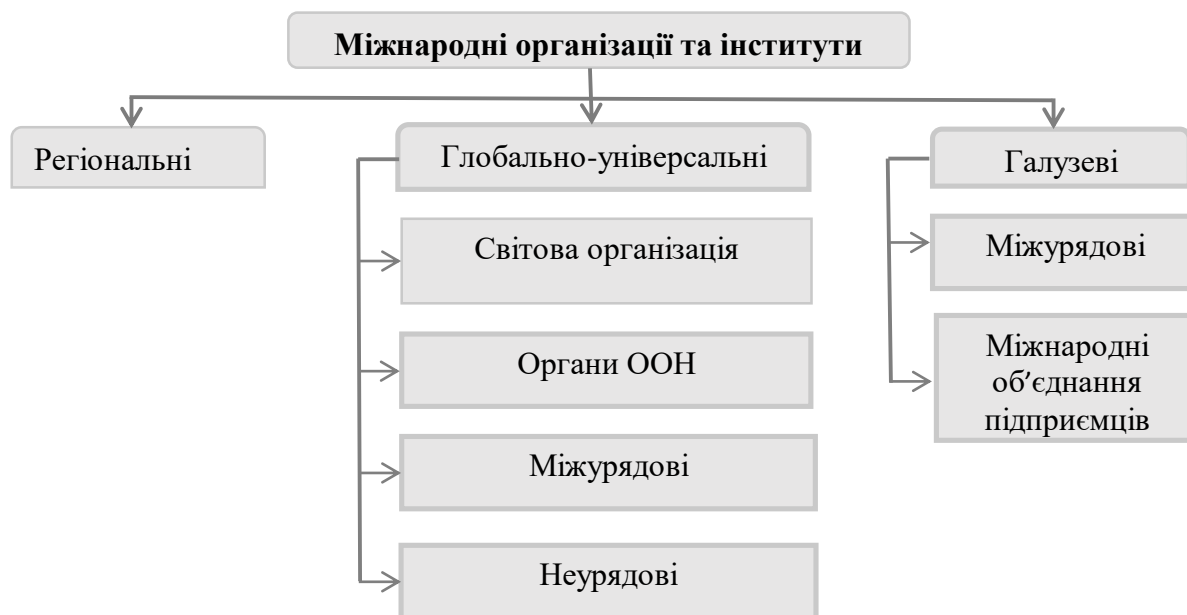 Міжнародні організації та інститути
Регіональні
Глобально-універсальні
Світова організація
Органи ООН
Міжурядові
Неурядові
Галузеві
Міжурядові
Міжнародні
об’єднання
підприємців